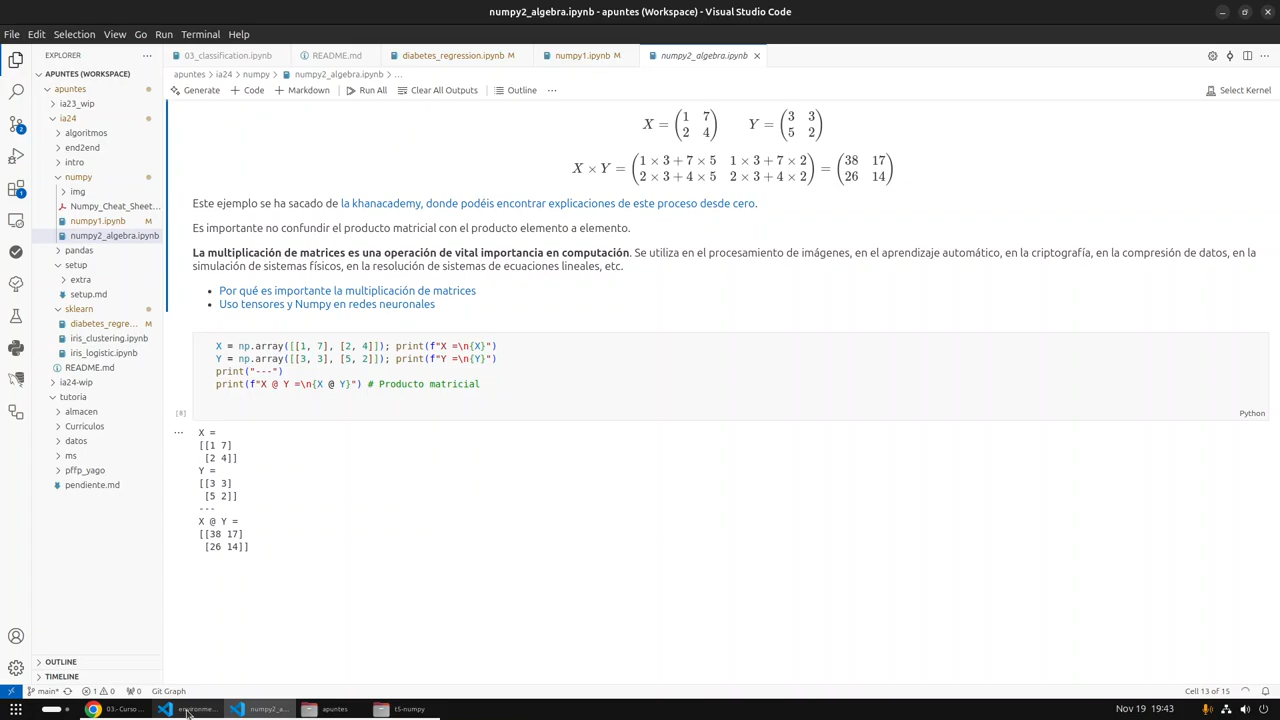 numpy2_algebra.ipynb - apuntes (Workspace) - Visual Studio Code
File Edit Selection View Go Run Terminal Help
EXPLORER
03_classification.ipynb README.md diabetes_regression.ipynb M numpy1.ipynb M numpy2_algebra.ipynb
APUNTES (WORKSPACE)
apuntes > ia24 > numpy > numpy2_algebra.ipynb > ...
Generate + Code + Markdown Run All Clear All Outputs Outline ... Select Kernel
apuntes
ia23_wip
ia24
algoritmos
end2end
intro
numpy
img
Numpy_Cheat_Sheet...
numpy1.ipynb M
numpy2_algebra.ipynb
pandas
setup
extra
setup.md
sklearn
diabetes_regre... M
iris_clustering.ipynb
iris_logistic.ipynb
README.md
ia24-wip
tutoria
almacen
Curriculos
datos
ms
pffp_yago
pendiente.md
OUTLINE
TIMELINE
X = (1 7 Y = (3 3
2 4) 5 2)
X × Y = (1 × 3 + 7 × 5 1 × 3 + 7 × 2 = (38 17
2 × 3 + 4 × 5 2 × 3 + 4 × 2) 26 14)
Este ejemplo se ha sacado de la khanacademy, donde podéis encontrar explicaciones de este proceso desde cero.
Es importante no confundir el producto matricial con el producto elemento a elemento.
La multiplicación de matrices es una operación de vital importancia en computación. Se utiliza en el procesamiento de imágenes, en el aprendizaje automático, en la criptografía, en la compresión de datos, en la
simulación de sistemas físicos, en la resolución de sistemas de ecuaciones lineales, etc.
• Por qué es importante la multiplicación de matrices
• Uso tensores y Numpy en redes neuronales
X = np.array([[1, 7], [2, 4]]); print(f"X =\n{X}")
Y = np.array([[3, 3], [5, 2]]); print(f"Y =\n{Y}")
print("---")
print(f"X @ Y =\n{X @ Y}") # Producto matricial
Python
X =
[[1 7]
[2 4]]
Y =
[[3 3]
[5 2]]
---
X @ Y =
[[38 17]
[26 14]]
2
1
main* 1 0 0 Git Graph Cell 13 of 15
03.- Curso ... environme... numpy2_a... apuntes t5-numpy Nov 19 19:43